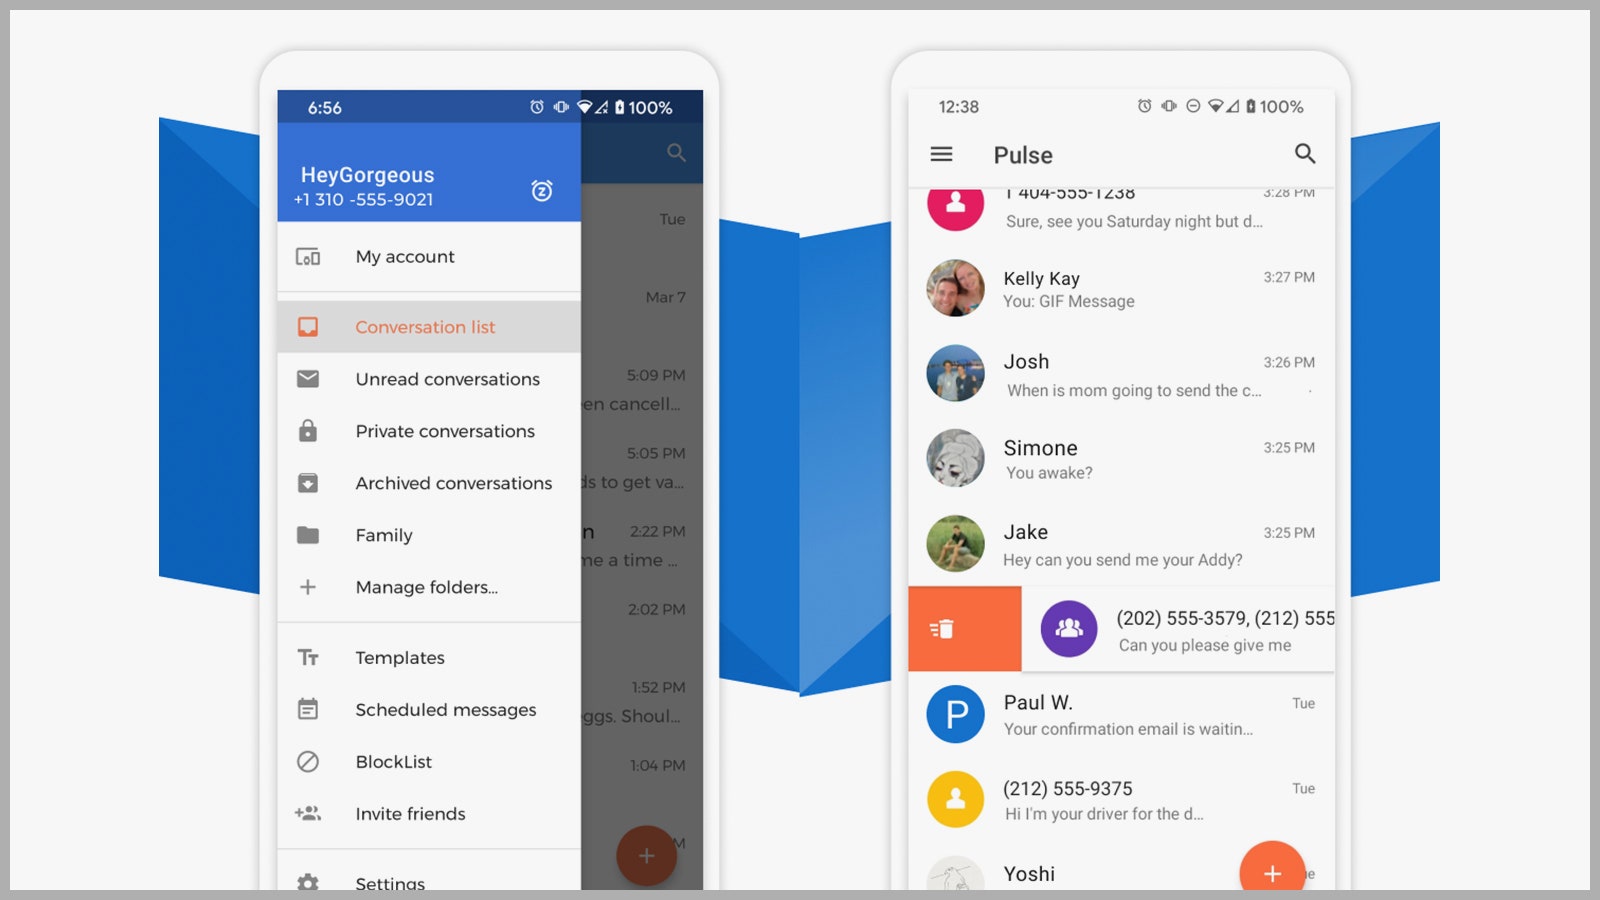 6:56
100%
HeyGorgeous
+1 310 -555-9021
My account
Conversation list
Unread conversations
Private conversations
Archived conversations
Family
Manage folders...
Templates
Scheduled messages
BlockList
Invite friends
Settings
Tue
Mar 7
5:09 PM
en cancell...
5:05 PM
ds to get va...
n 2:22 PM
me a time ...
2:02 PM
1:52 PM
ggs. Shoul...
1:04 PM
M
12:38
100%
Pulse
1 404-555-1238 3:28 PM
Sure, see you Saturday night but d...
Kelly Kay 3:27 PM
You: GIF Message
Josh 3:26 PM
When is mom going to send the c...
Simone 3:25 PM
You awake?
Jake 3:25 PM
Hey can you send me your Addy?
(202) 555-3579, (212) 555
Can you please give me
P
Paul W. Tue
Your confirmation email is waitin...
(212) 555-9375 Tue
Hi I'm your driver for the d...
Yoshi ue